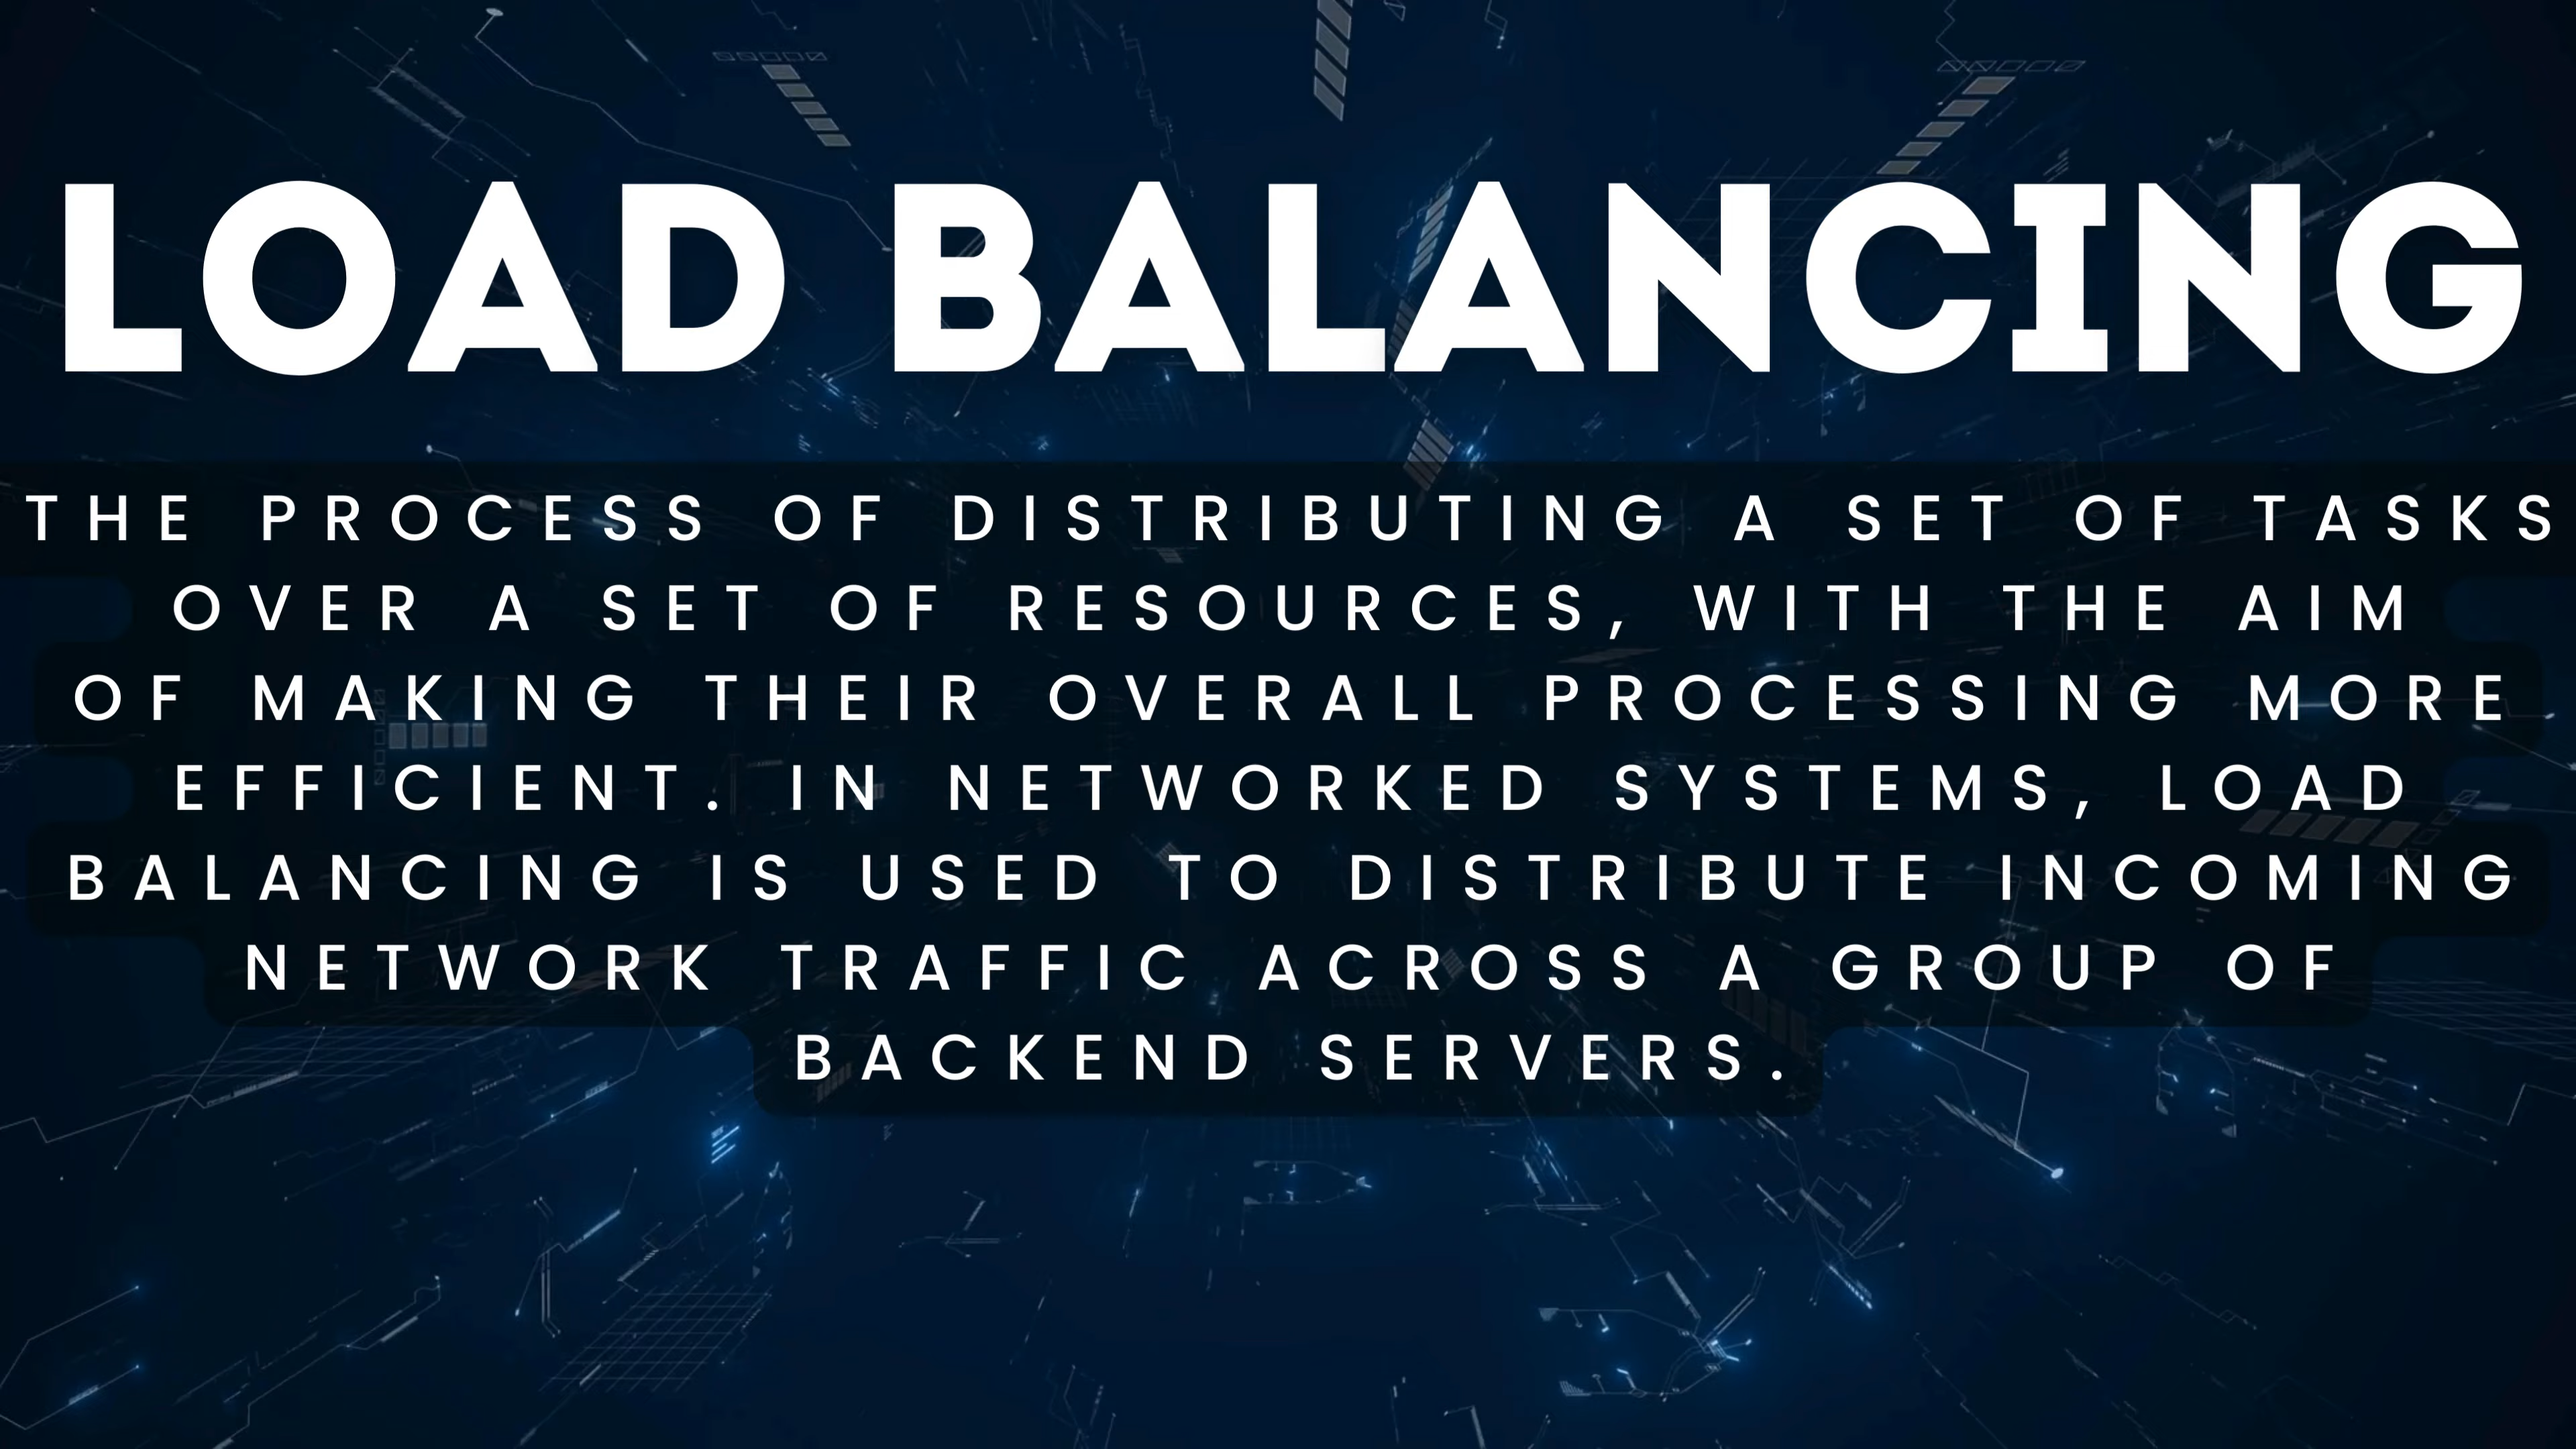 LOAD BALANCING
THE PROCESS OF DISTRIBUTING A SET OF TASKS
OVER A SET OF RESOURCES, WITH THE AIM
OF MAKING THEIR OVERALL PROCESSING MORE
EFFICIENT. IN NETWORKED SYSTEMS, LOAD
BALANCING IS USED TO DISTRIBUTE INCOMING
NETWORK TRAFFIC ACROSS A GROUP OF
BACKEND SERVERS.